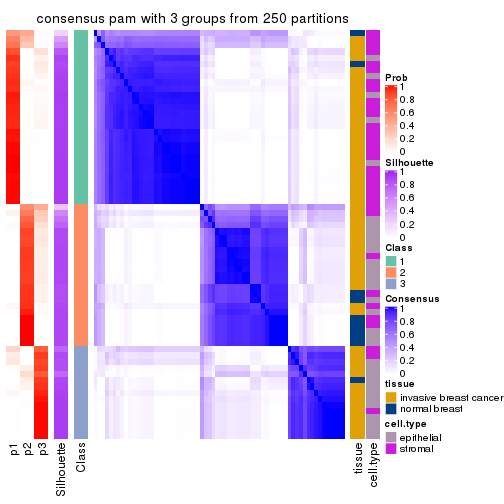 consensus pam with 3 groups from 250 partitions
Prob
1
0.8
0.6
0.4
0.2
0
Silhouette
1
0.8
0.6
0.4
0.2
0
Class
1
2
3
Consensus
1
0.8
0.6
0.4
0.2
0
tissue
invasive breast cancer
normal breast
cell.type
epithelial
stromal
p1
p2
p3
Silhouette
Class
tissue
cell.type